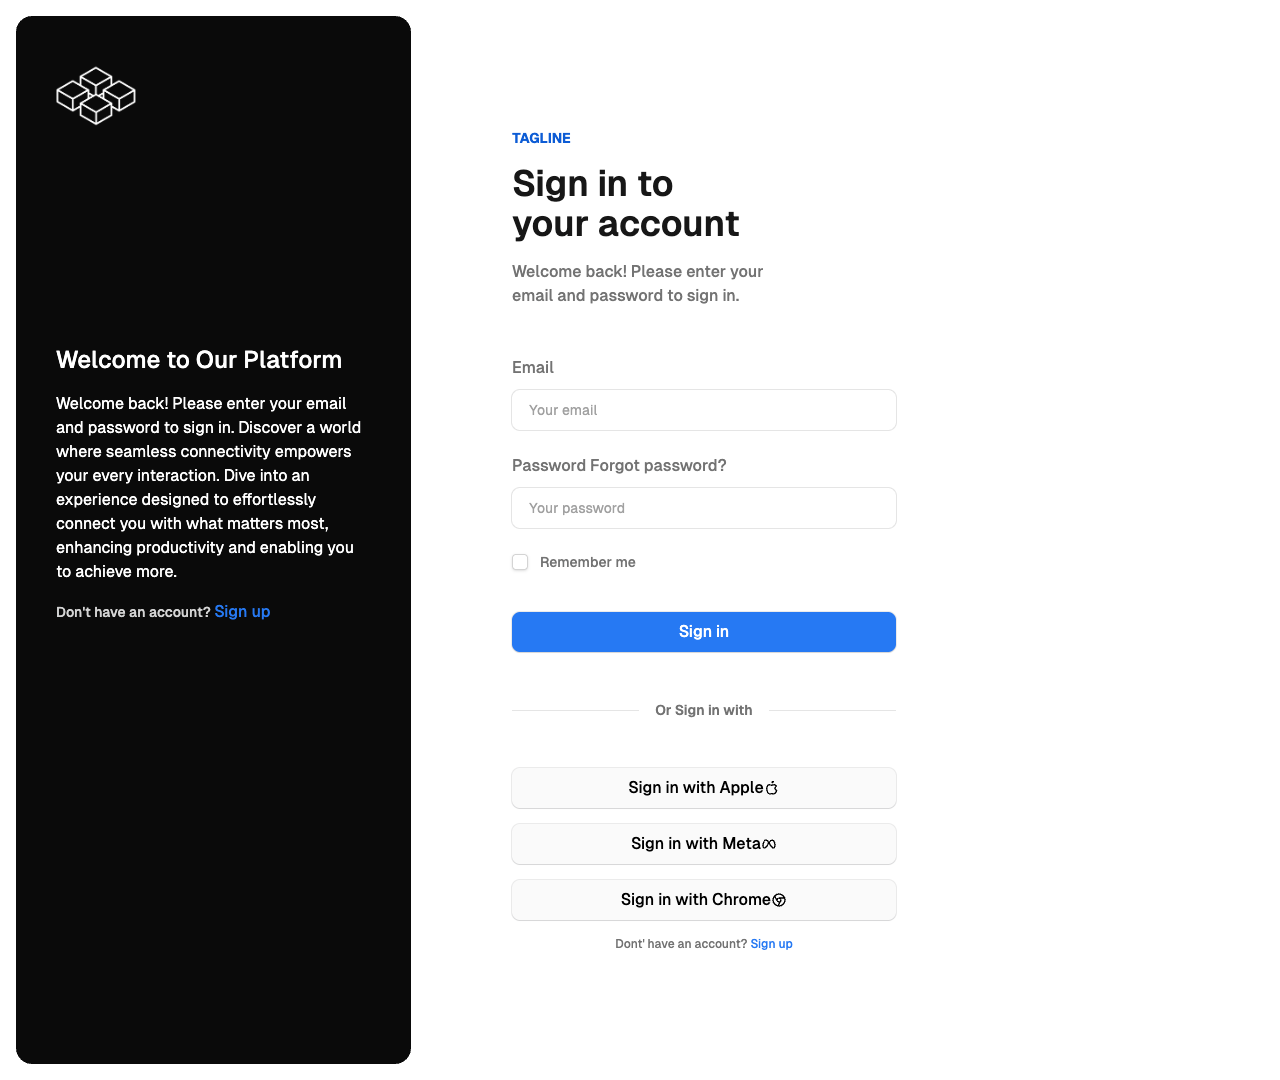 Welcome to Our Platform
Welcome back! Please enter your email
and password to sign in. Discover a world
where seamless connectivity empowers
your every interaction. Dive into an
experience designed to effortlessly
connect you with what matters most,
enhancing productivity and enabling you
to achieve more.
Don't have an account? Sign up
TAGLINE
Sign in to
your account
Welcome back! Please enter your
email and password to sign in.
Email
Your email
Password Forgot password?
Your password
Remember me
Sign in
Or Sign in with
Sign in with Apple
Sign in with Meta
Sign in with Chrome
Dont' have an account? Sign up